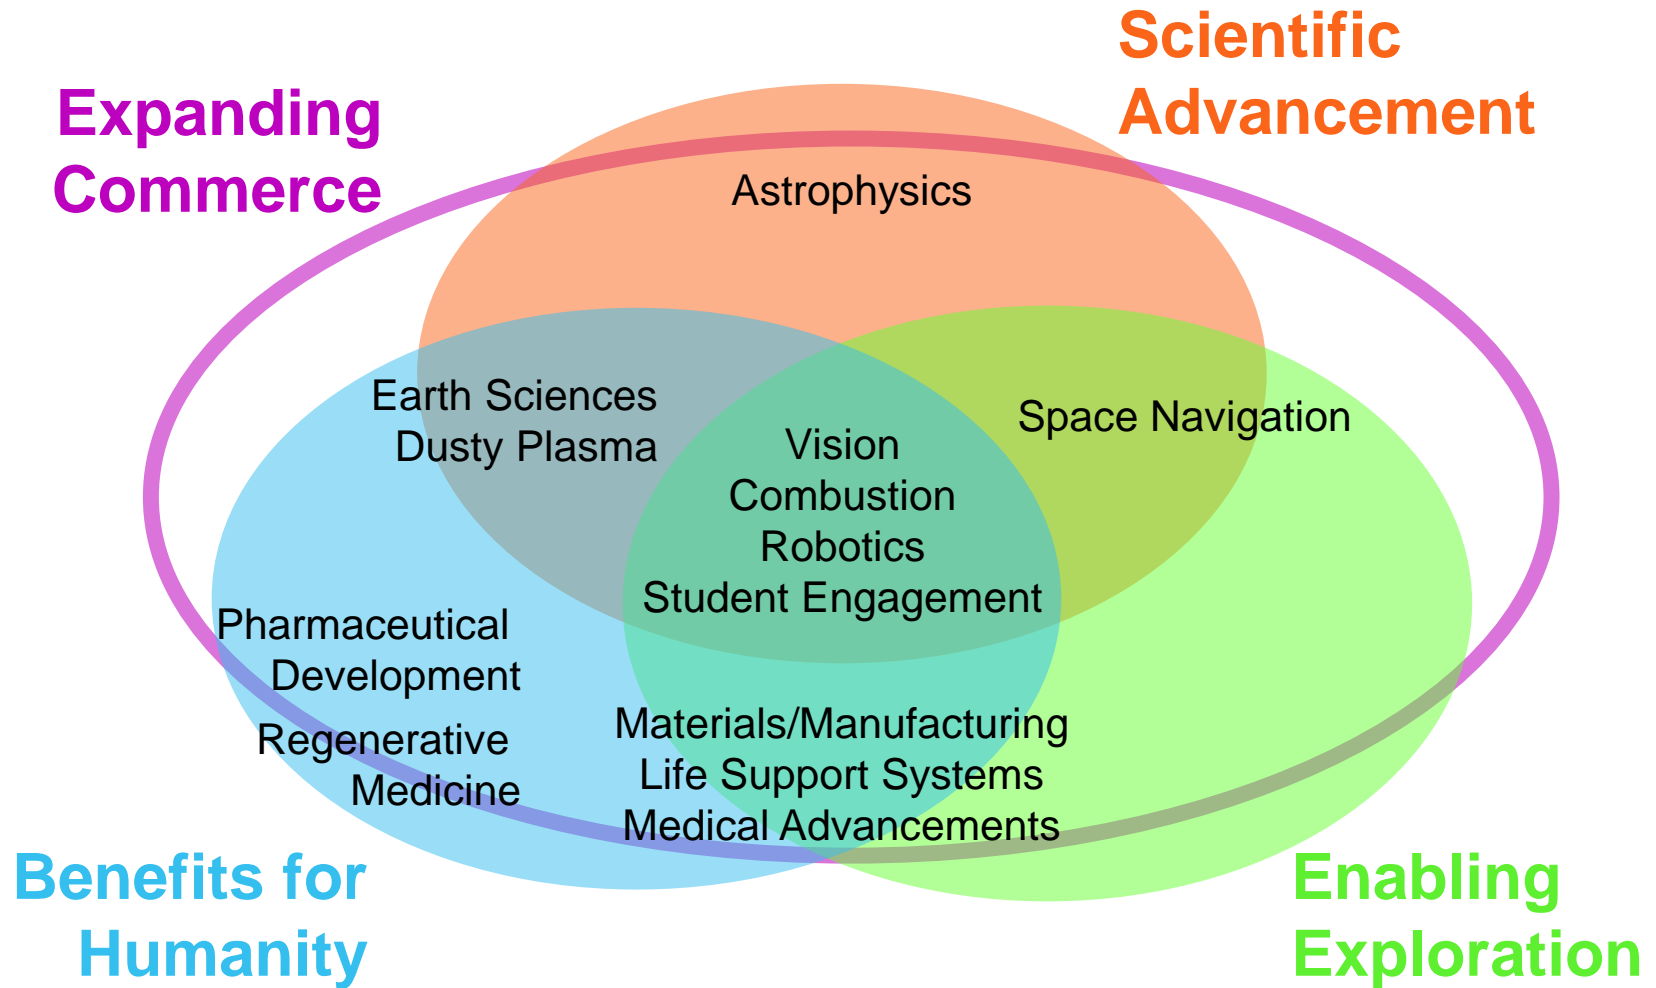 Scientific
Advancement
Expanding
Commerce
Astrophysics
Earth Sciences
Dusty Plasma
Vision
Combustion
Robotics
Student Engagement
Space Navigation
Pharmaceutical
Development
Regenerative
Medicine
Materials/Manufacturing
Life Support Systems
Medical Advancements
Benefits for
Humanity
Enabling
Exploration